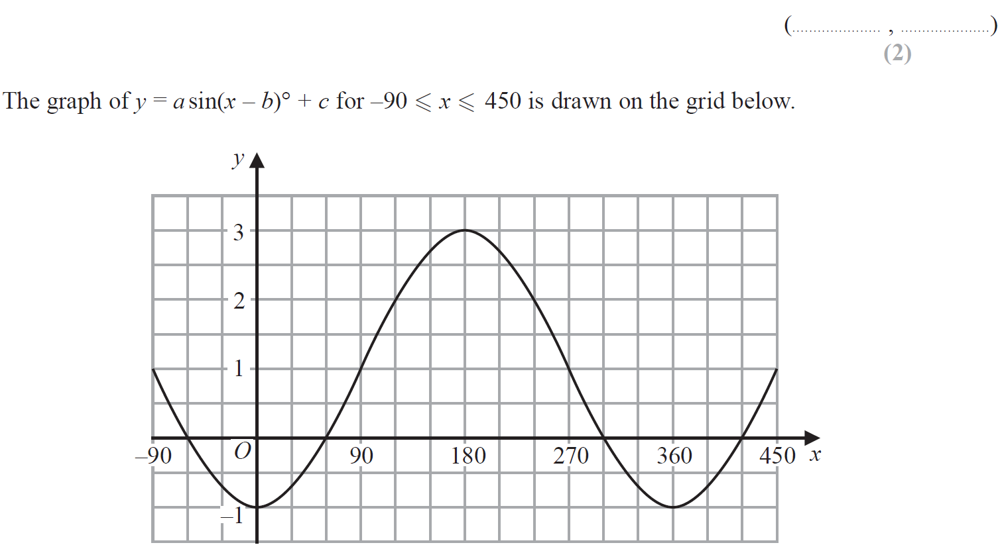 (..................... , .....................)
(2)
The graph of y = a sin(x – b)° + c for –90 ⩽ x ⩽ 450 is drawn on the grid below.
y
3
2
1
–90 O 90 180 270 360 450 x
–1